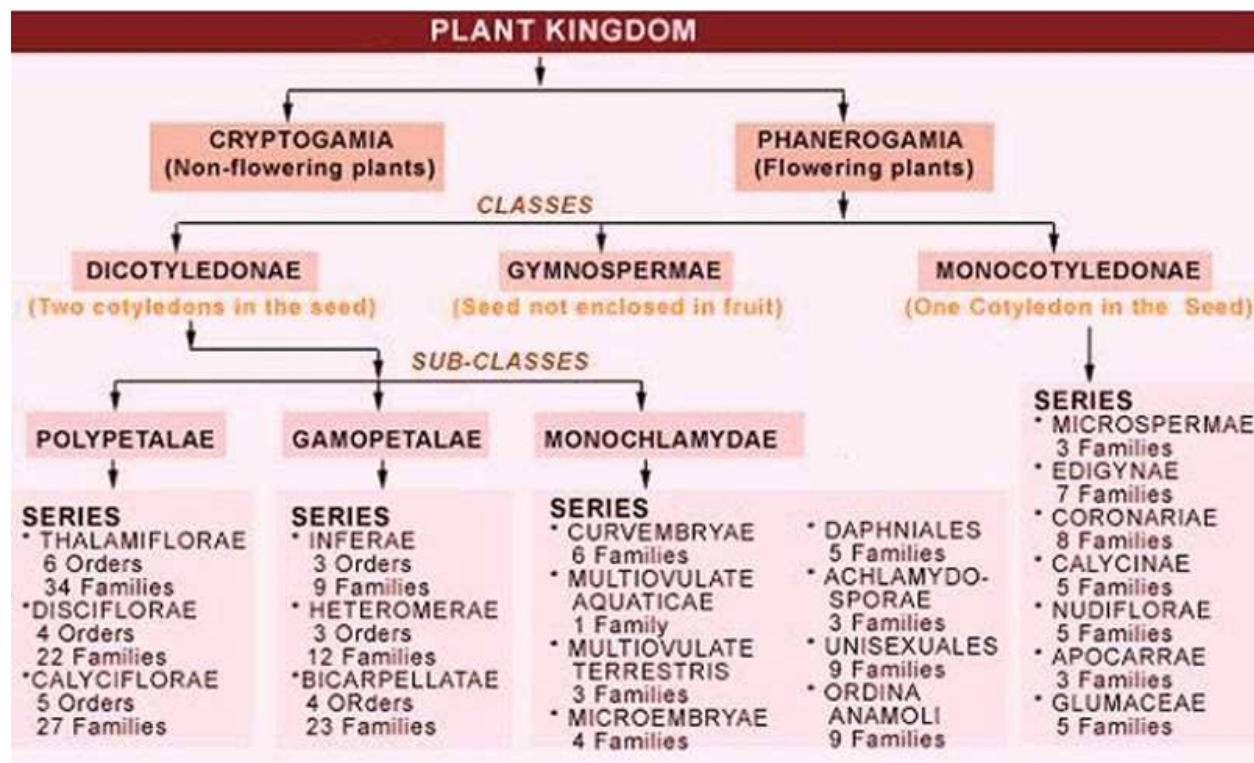 PLANT KINGDOM
CRYPTOGAMIA
(Non-flowering plants)
PHANEROGAMIA
(Flowering plants)
CLASSES
DICOTYLEDONAE
(Two cotyledons in the seed)
GYMNOSPERMAE
(Seed not enclosed in fruit)
MONOCOTYLEDONAE
(One Cotyledon in the Seed)
SUB-CLASSES
POLYPETALAE
GAMOPETALAE
MONOCHLAMYDAE
SERIES
* THALAMIFLORAE
6 Orders
34 Families
*DISCIFLORAE
4 Orders
22 Families
*CALYCIFLORAE
5 Orders
27 Families
SERIES
* INFERAE
3 Orders
9 Families
* HETEROMERAE
3 Orders
12 Families
*BICARPELLATAE
4 ORders
23 Families
SERIES
* CURVEMBRYAE
6 Families
* MULTIOVULATE
AQUATICAE
1 Family
* MULTIOVULATE
TERRESTRIS
3 Families
* MICROEMBRYAE
4 Families
* DAPHNIALES
5 Families
* ACHLAMYDO-
SPORAE
3 Families
* UNISEXUALES
9 Families
* ORDINA
ANAMOLI
9 Families
SERIES
* MICROSPERMAE
3 Families
* EDIGYNAE
7 Families
* CORONARIAE
8 Families
* CALYCINAE
5 Families
* NUDIFLORAE
5 Families
* APOCARRAE
3 Families
* GLUMACEAE
5 Families